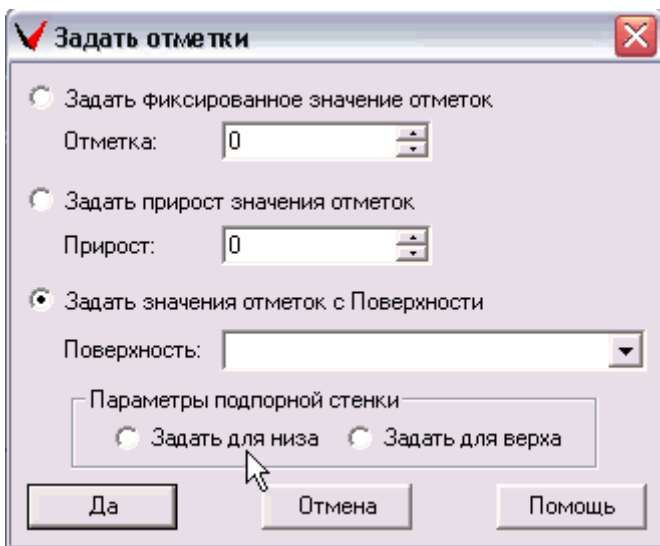 Задать отметки
Задать фиксированное значение отметок
Отметка: 0
Задать прирост значения отметок
Прирост: 0
Задать значения отметок с Поверхности
Поверхность:
Параметры подпорной стенки
Задать для низа Задать для верха
Да Отмена Помощь